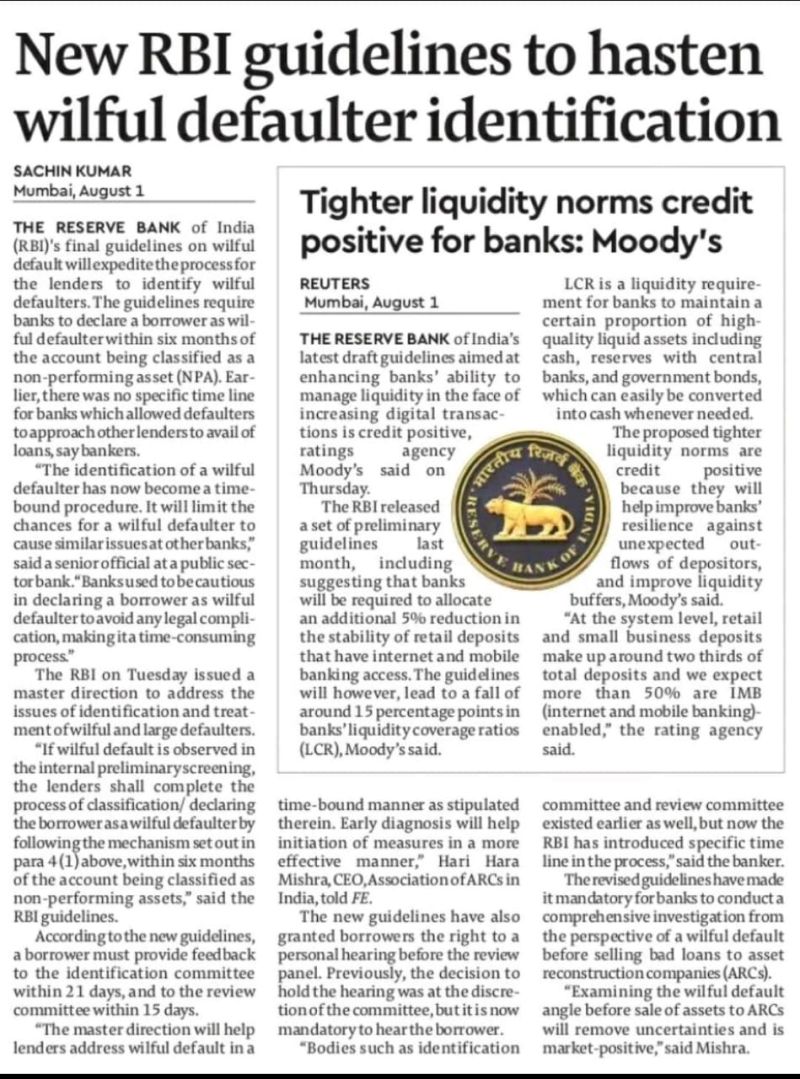 New RBI guidelines to hasten
wilful defaulter identification
SACHIN KUMAR
Mumbai, August 1
THE RESERVE BANK of India
(RBI)'s final guidelines on wilful
default will expedite the process for
the lenders to identify wilful
defaulters. The guidelines require
banks to declare a borrower as wil-
ful defaulter within six months of
the account being classified as a
non-performing asset (NPA). Ear-
lier, there was no specific time line
for banks which allowed defaulters
to approach other lenders to avail of
loans, say bankers.
"The identification of a wilful
defaulter has now become a time-
bound procedure. It will limit the
chances for a wilful defaulter to
cause similar issues at other banks,"
said a senior official at a public sec-
tor bank. "Banks used to be cautious
in declaring a borrower as wilful
defaulter to avoid any legal compli-
cation, making it a time-consuming
process."
The RBI on Tuesday issued a
master direction to address the
issues of identification and treat-
ment of wilful and large defaulters.
"If wilful default is observed in
the internal preliminary screening,
the lenders shall complete the
process of classification/ declaring
the borrower as a wilful defaulter by
following the mechanism set out in
para 4 (1) above, within six months
of the account being classified as
non-performing assets," said the
RBI guidelines.
According to the new guidelines,
a borrower must provide feedback
to the identification committee
within 21 days, and to the review
committee within 15 days.
"The master direction will help
lenders address wilful default in a
time-bound manner as stipulated
therein. Early diagnosis will help
initiation of measures in a more
effective manner," Hari Hara
Mishra, CEO, Association of ARCs in
India, told FE.
The new guidelines have also
granted borrowers the right to a
personal hearing before the review
panel. Previously, the decision to
hold the hearing was at the discre-
tion of the committee, but it is now
mandatory to hear the borrower.
"Bodies such as identification
committee and review committee
existed earlier as well, but now the
RBI has introduced specific time
line in the process," said the banker.
The revised guidelines have made
it mandatory for banks to conduct a
comprehensive investigation from
the perspective of a wilful default
before selling bad loans to asset
reconstruction companies (ARCs).
"Examining the wilful default
angle before sale of assets to ARCs
will remove uncertainties and is
market-positive," said Mishra.
Tighter liquidity norms credit
positive for banks: Moody's
REUTERS
Mumbai, August 1
THE RESERVE BANK of India's
latest draft guidelines aimed at
enhancing banks' ability to
manage liquidity in the face of
increasing digital transac-
tions is credit positive,
ratings agency
Moody's said on
Thursday.
The RBI released
a set of preliminary
guidelines last
month, including
suggesting that banks
will be required to allocate
an additional 5% reduction in
the stability of retail deposits
that have internet and mobile
banking access. The guidelines
will however, lead to a fall of
around 15 percentage points in
banks' liquidity coverage ratios
(LCR), Moody's said.
LCR is a liquidity require-
ment for banks to maintain a
certain proportion of high-
quality liquid assets including
cash, reserves with central
banks, and government bonds,
which can easily be converted
into cash whenever needed.
The proposed tighter
liquidity norms are
credit positive
because they will
help improve banks'
resilience against
unexpected out-
flows of depositors,
and improve liquidity
buffers, Moody's said.
"At the system level, retail
and small business deposits
make up around two thirds of
total deposits and we expect
more than 50% are IMB
(internet and mobile banking)-
enabled," the rating agency
said.
भारतीय रिज़र्व बैंक
RESERVE BANK OF INDIA